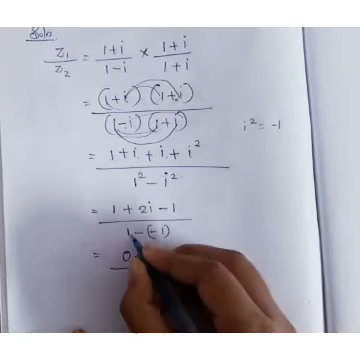 Soln.
Z₁/Z₂ = (1+i)/(1-i) × (1+i)/(1+i)
= (1+i)(1+i)/(1-i)(1+i)
i² = -1
= (1+i+i+i²)/(1²-i²)
= (1+2i-1)/(1-(-1))
= 0